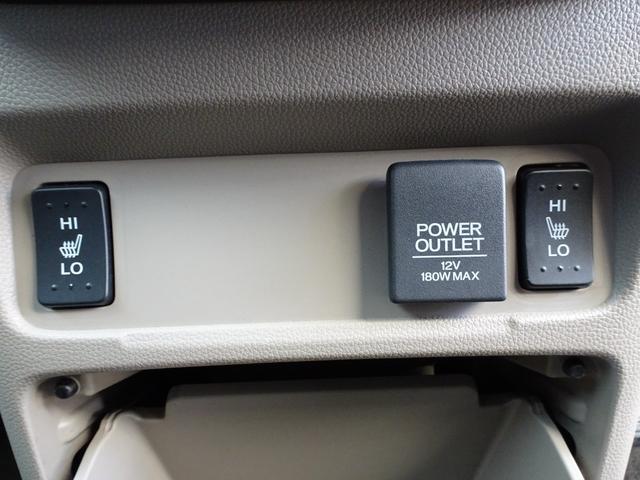 HI
LO
POWER
OUTLET
12V
180W MAX
HI
LO